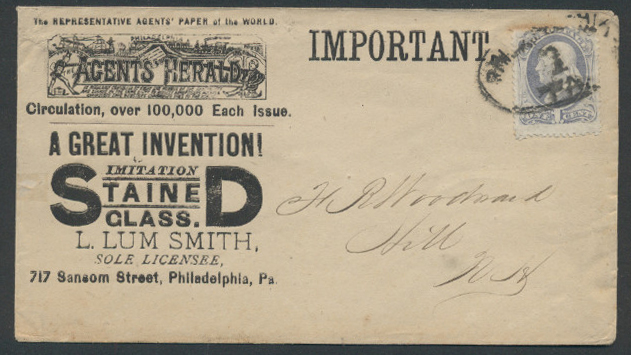 The REPRESENTATIVE AGENTS' PAPER of the WORLD.
PHILADELPHIA
AGENTS' HERALD
Circulation, over 100,000 Each Issue.
IMPORTANT
A GREAT INVENTION!
IMITATION
STAINED
GLASS.
L. LUM SMITH,
SOLE LICENSEE,
717 Sansom Street, Philadelphia, Pa.
H R Woodward
Hill
N.H